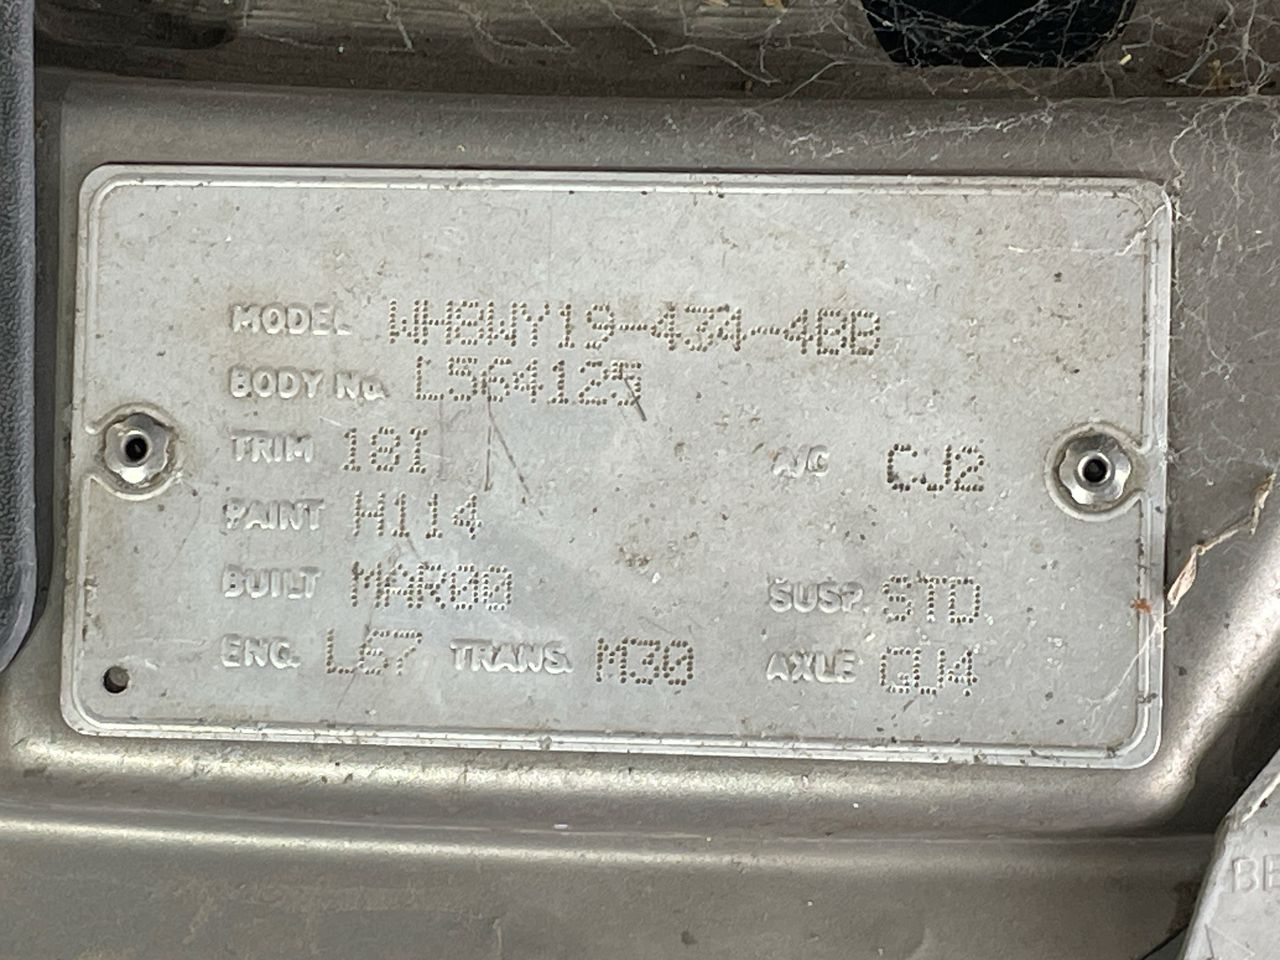 MODEL WH8WY19-434-4BB
BODY No. L564125
TRIM 18I A/C CJ2
PAINT H114
BUILT MAR00 SUSP. STD
ENG. L67 TRANS. M30 AXLE GU4
BE